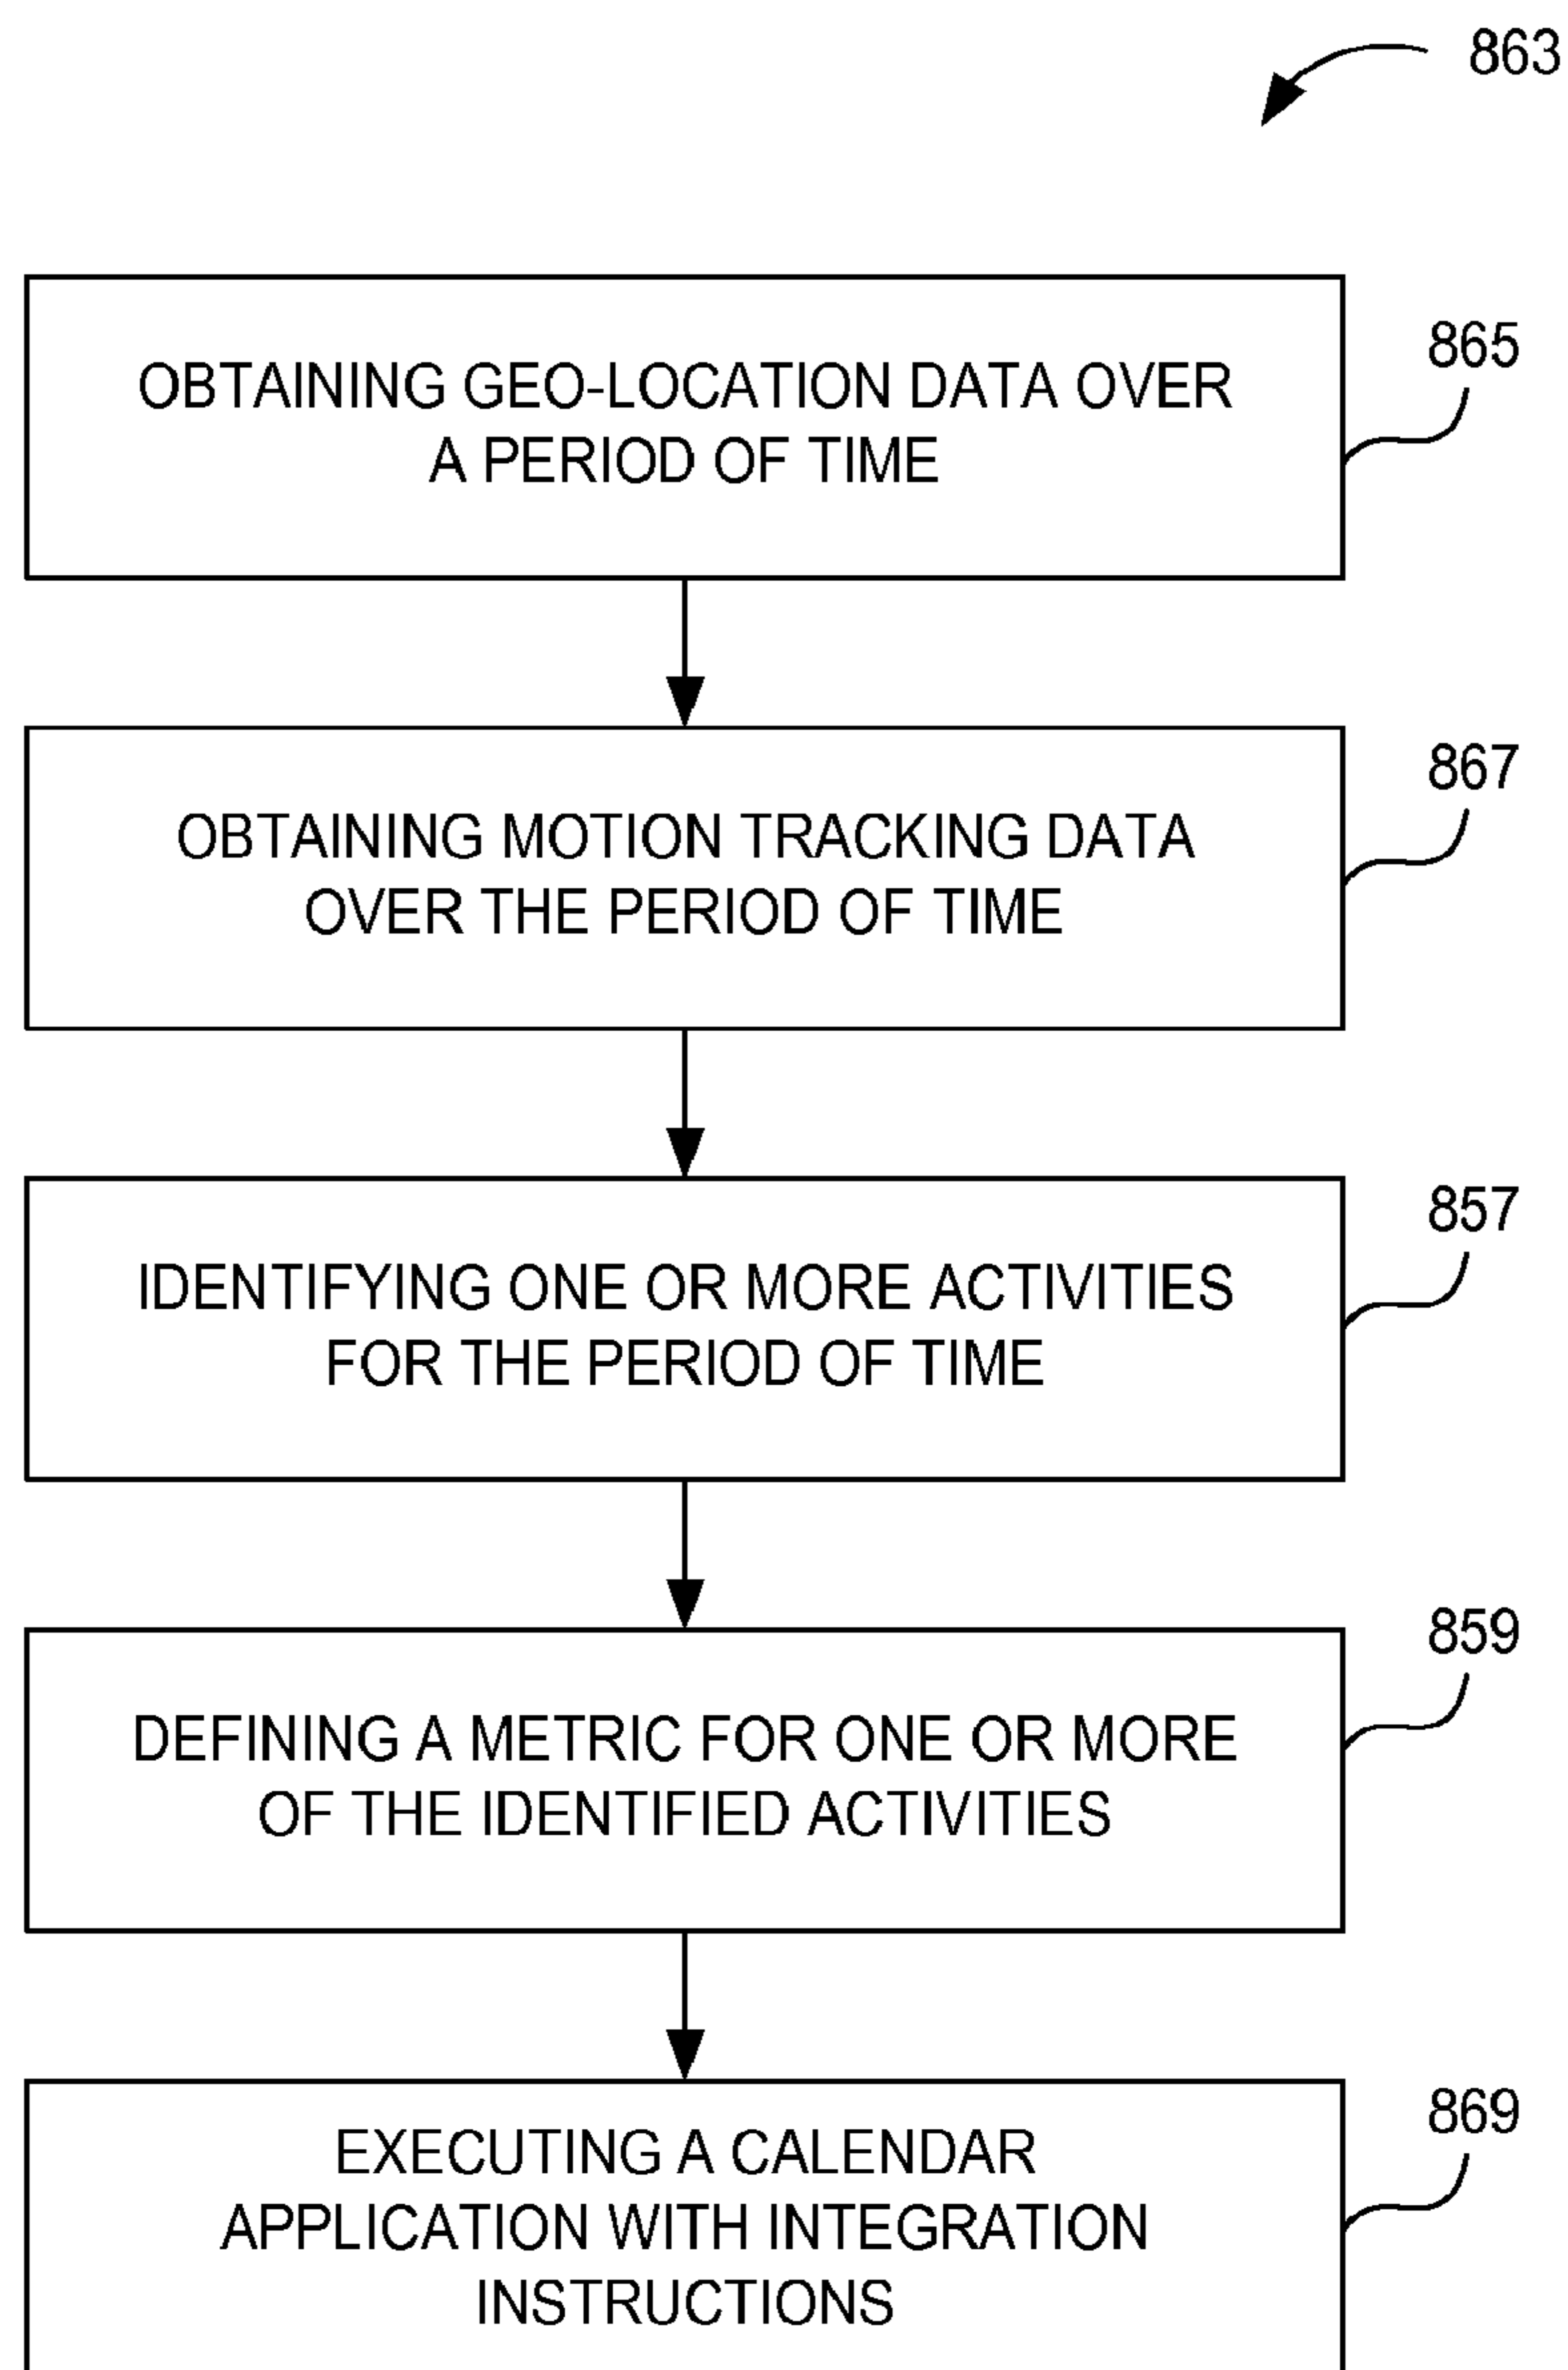 863
OBTAINING GEO-LOCATION DATA OVER
A PERIOD OF TIME
865
OBTAINING MOTION TRACKING DATA
OVER THE PERIOD OF TIME
867
IDENTIFYING ONE OR MORE ACTIVITIES
FOR THE PERIOD OF TIME
857
DEFINING A METRIC FOR ONE OR MORE
OF THE IDENTIFIED ACTIVITIES
859
EXECUTING A CALENDAR
APPLICATION WITH INTEGRATION
INSTRUCTIONS
869